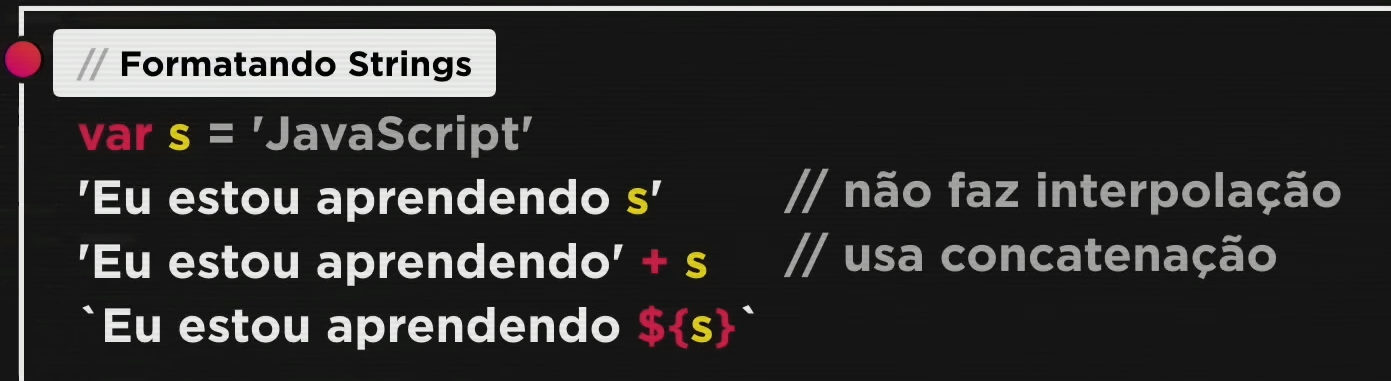 // Formatando Strings
var s = 'JavaScript'
'Eu estou aprendendo s' // não faz interpolação
'Eu estou aprendendo' + s // usa concatenação
`Eu estou aprendendo ${s}`